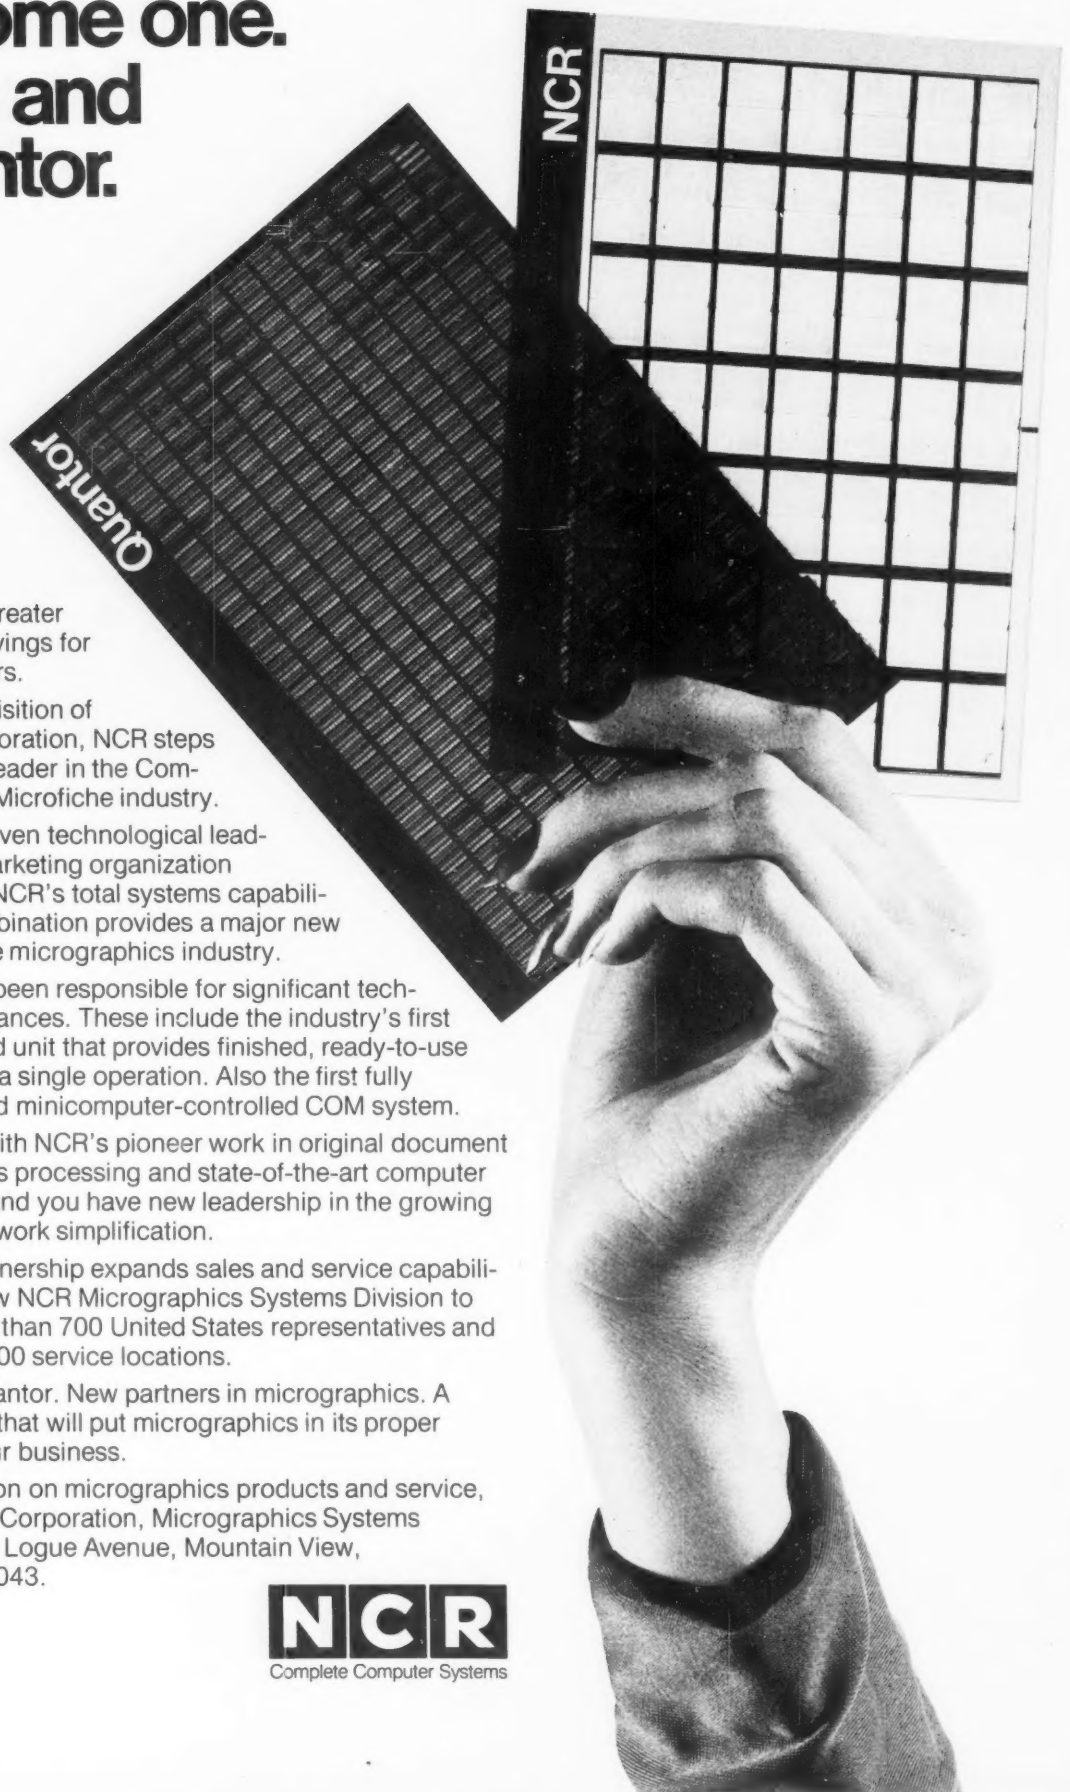 ome one.
and
ntor.
NCR
Quantor
reater
vings for
rs.
isition of
oration, NCR steps
eader in the Com-
Microfiche industry.
ven technological lead-
arketing organization
NCR's total systems capabili-
bination provides a major new
e micrographics industry.
been responsible for significant tech-
ances. These include the industry's first
d unit that provides finished, ready-to-use
a single operation. Also the first fully
d minicomputer-controlled COM system.
ith NCR's pioneer work in original document
s processing and state-of-the-art computer
nd you have new leadership in the growing
work simplification.
nership expands sales and service capabili-
w NCR Micrographics Systems Division to
than 700 United States representatives and
00 service locations.
antor. New partners in micrographics. A
that will put micrographics in its proper
ur business.
on on micrographics products and service,
Corporation, Micrographics Systems
Logue Avenue, Mountain View,
043.
NCR
Complete Computer Systems